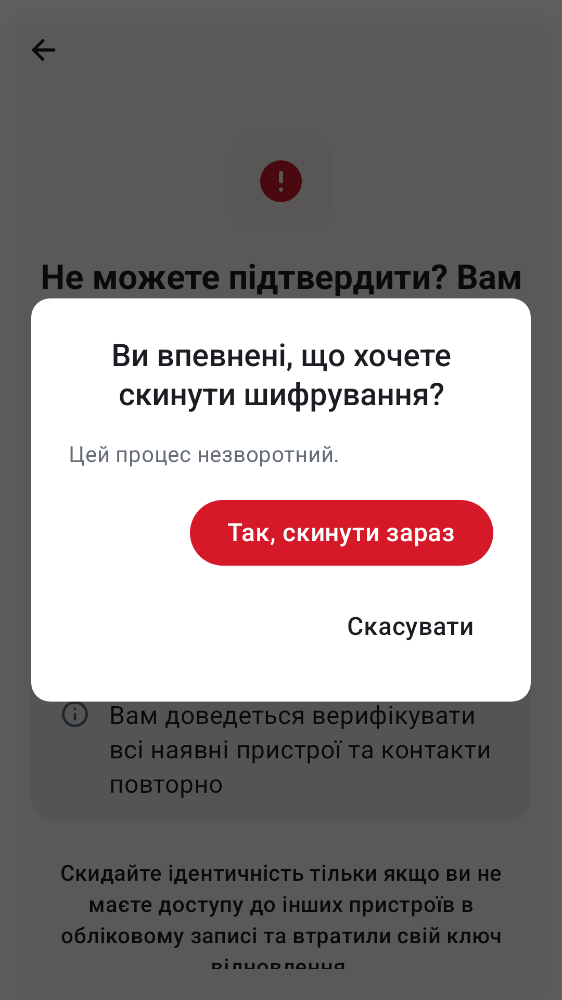 Не можете підтвердити? Вам
Ви впевнені, що хочете
скинути шифрування?
Цей процес незворотний.
Так, скинути зараз
Скасувати
Вам доведеться верифікувати
всі наявні пристрої та контакти
повторно
Скидайте ідентичність тільки якщо ви не
маєте доступу до інших пристроїв в
обліковому записі та втратили свій ключ
відновлення